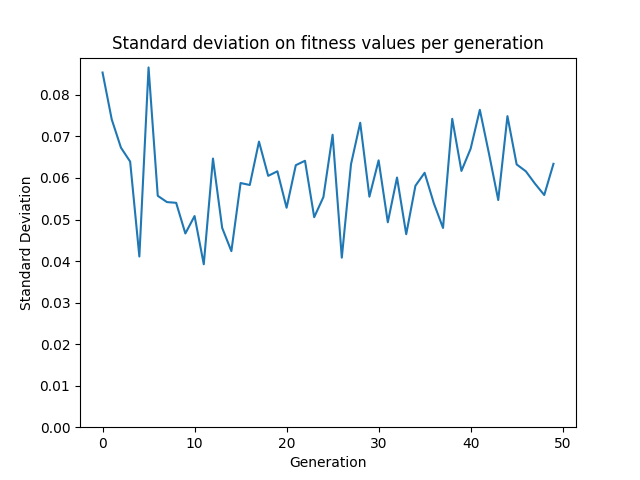 Standard deviation on fitness values per generation
0.08
0.07
0.06
0.05
0.04
0.03
0.02
0.01
0.00
Standard Deviation
0 10 20 30 40 50
Generation